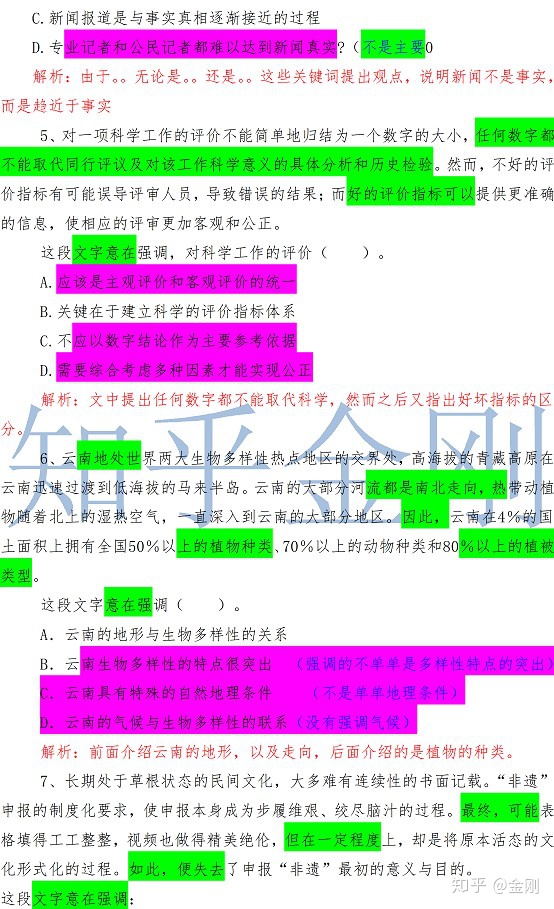 C.新闻报道是与事实真相逐渐接近的过程
D.专业记者和公民记者都难以达到新闻真实?（不是主要0
解析：由于。。无论是。。还是。。这些关键词提出观点，说明新闻不是事实，
而是趋近于事实
5、对一项科学工作的评价不能简单地归结为一个数字的大小，任何数字都
不能取代同行评议及对该工作科学意义的具体分析和历史检验。然而，不好的评
价指标有可能误导评审人员，导致错误的结果；而好的评价指标可以提供更准确
的信息，使相应的评审更加客观和公正。
这段文字意在强调，对科学工作的评价（　　）。
A.应该是主观评价和客观评价的统一
B.关键在于建立科学的评价指标体系
C.不应以数字结论作为主要参考依据
D.需要综合考虑多种因素才能实现公正
解析：文中提出任何数字都不能取代科学，然而之后又指出好坏指标的区
分。
6、云南地处世界两大生物多样性热点地区的交界处，高海拔的青藏高原在
云南迅速过渡到低海拔的马来半岛。云南的大部分河流都是南北走向，热带动植
物随着北上的湿热空气，一直深入到云南的大部分地区。因此，云南在4%的国
土面积上拥有全国50%以上的植物种类、70%以上的动物种类和80%以上的植被
类型。
这段文字意在强调（　　）。
A．云南的地形与生物多样性的关系
B．云南生物多样性的特点很突出　（强调的不单单是多样性特点的突出）
C．云南具有特殊的自然地理条件　　（不是单单地理条件）
D．云南的气候与生物多样性的联系（没有强调气候）
解析：前面介绍云南的地形，以及走向，后面介绍的是植物的种类。
7、长期处于草根状态的民间文化，大多难有连续性的书面记载。“非遗”
申报的制度化要求，使申报本身成为步履维艰、绞尽脑汁的过程。最终，可能表
格填得工工整整，视频也做得精美绝伦，但在一定程度上，却是将原本活态的文
化形式化的过程。如此，便失去了申报“非遗”最初的意义与目的。
这段文字意在强调：
知乎金刚
知乎 @金刚